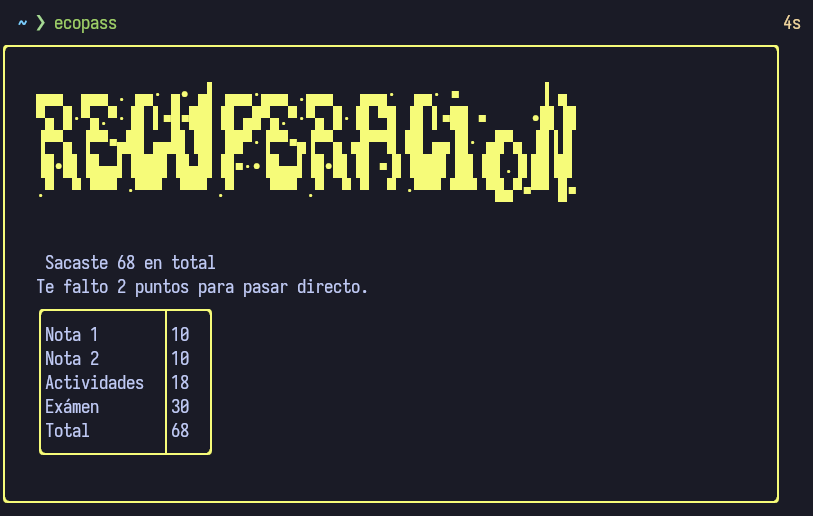 ~ ❯ ecopass 4s
Sacaste 68 en total
Te falto 2 puntos para pasar directo.
Nota 1 10
Nota 2 10
Actividades 18
Exámen 30
Total 68